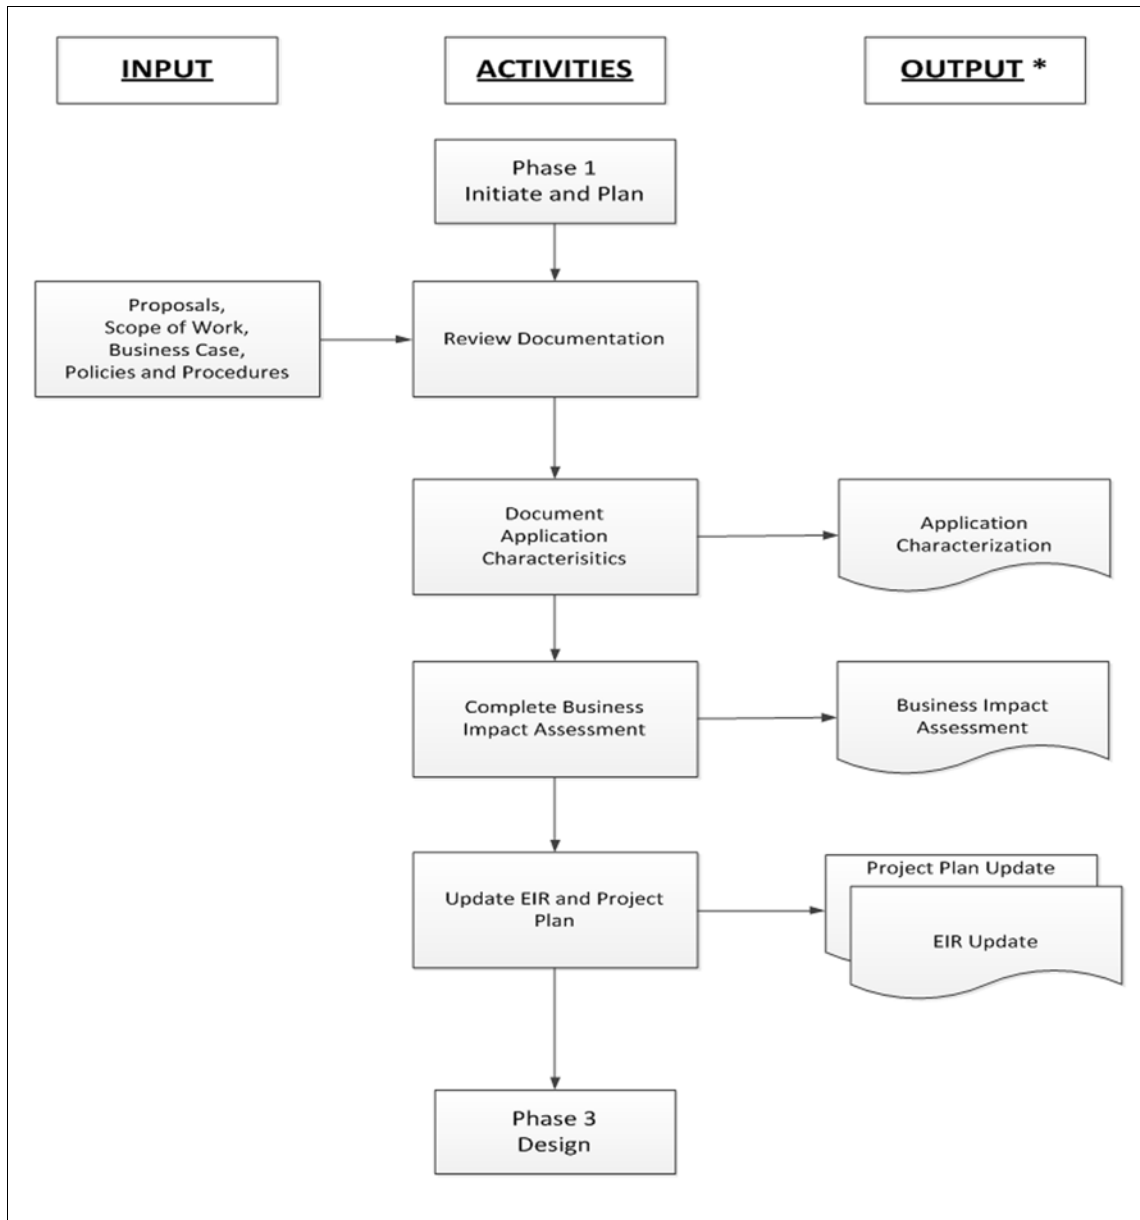 INPUT
ACTIVITIES
OUTPUT *
Phase 1
Initiate and Plan
Proposals,
Scope of Work,
Business Case,
Policies and Procedures
Review Documentation
Document
Application
Characterisitics
Application
Characterization
Complete Business
Impact Assessment
Business Impact
Assessment
Update EIR and Project
Plan
Project Plan Update
EIR Update
Phase 3
Design